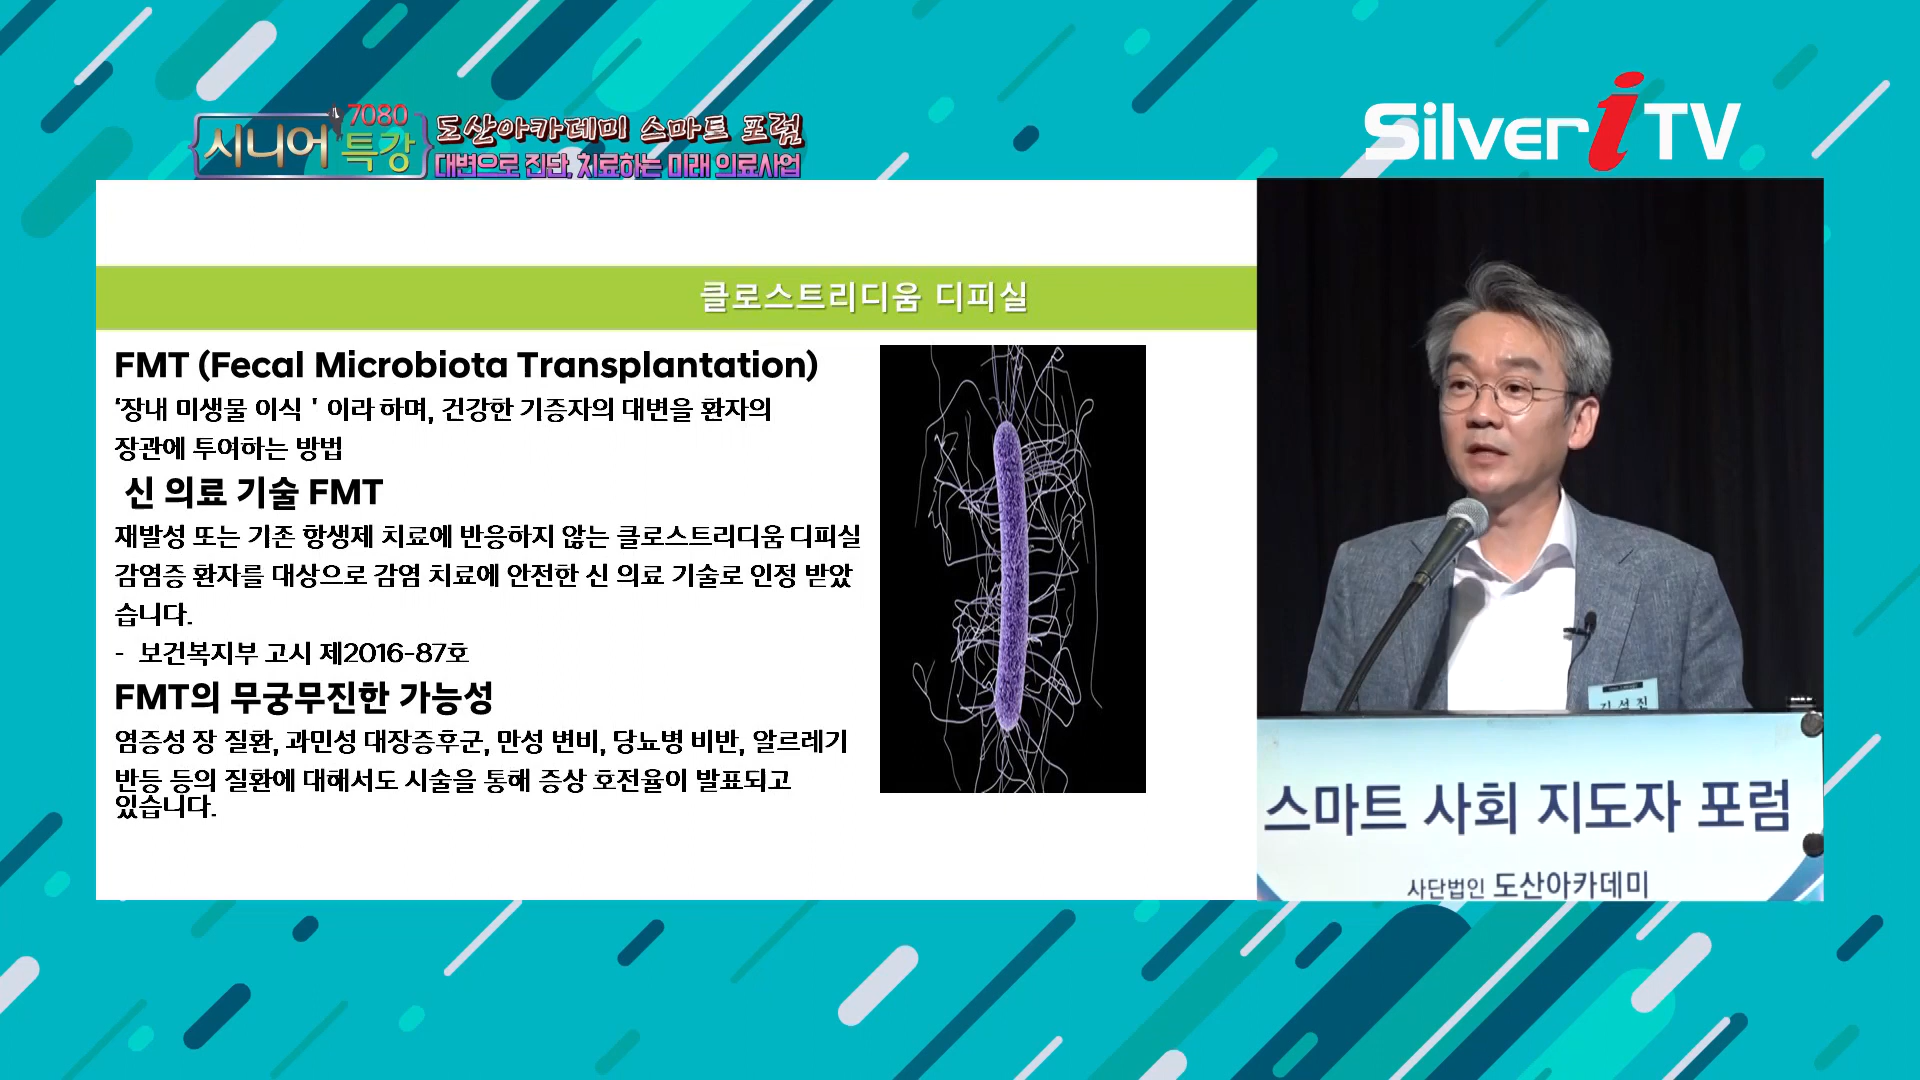 7080
시니어 특강
도산아카데미 스마트 포럼
대변으로 진단, 치료하는 미래 의료사업
Silver i TV
클로스트리디움 디피실
FMT (Fecal Microbiota Transplantation)
‘장내 미생물 이식 ' 이라 하며, 건강한 기증자의 대변을 환자의
장관에 투여하는 방법
신 의료 기술 FMT
재발성 또는 기존 항생제 치료에 반응하지 않는 클로스트리디움 디피실
감염증 환자를 대상으로 감염 치료에 안전한 신 의료 기술로 인정 받았
습니다.
- 보건복지부 고시 제2016-87호
FMT의 무궁무진한 가능성
염증성 장 질환, 과민성 대장증후군, 만성 변비, 당뇨병 비반, 알르레기
반등 등의 질환에 대해서도 시술을 통해 증상 호전율이 발표되고
있습니다.
김석진
스마트 사회 지도자 포럼
사단법인 도산아카데미